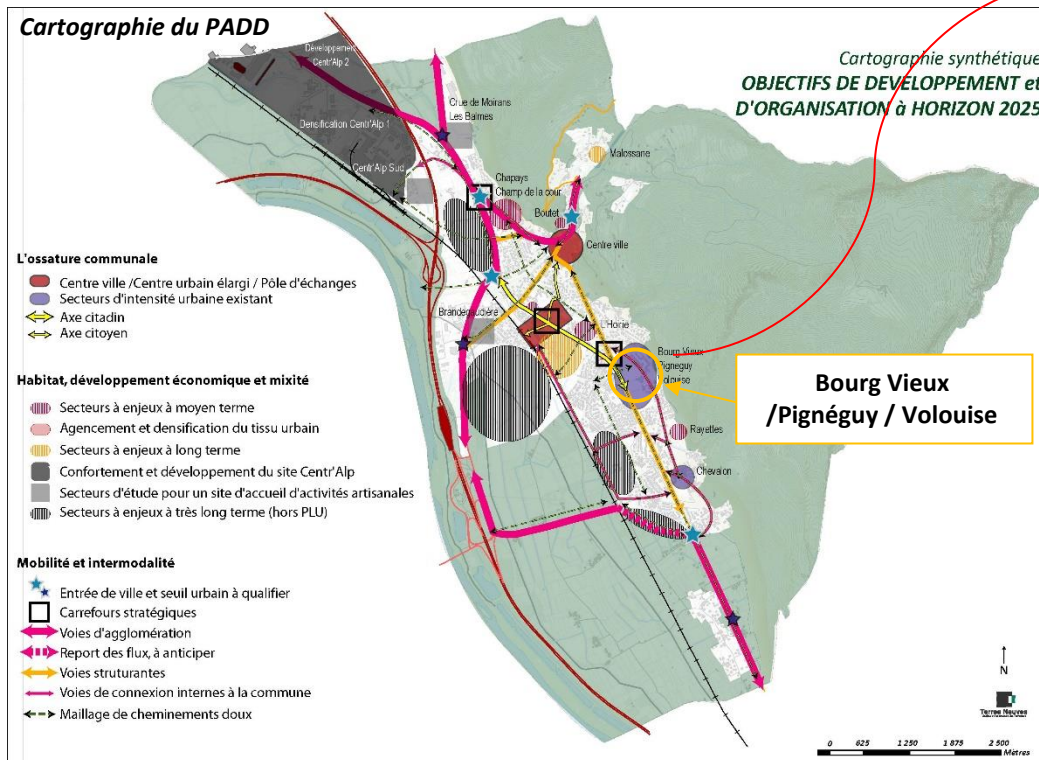 Cartographie du PADD
Cartographie synthétique
OBJECTIFS DE DEVELOPPEMENT et
D'ORGANISATION à HORIZON 2025
Développement
Centr'Alp 2
Densification Centr'Alp 1
Centr'Alp Sud
Crue de Moirans
Les Balmes
Chapays
Champ de la cour
Malossane
Boutet
Centre ville
Brandegaudière
L'Hoirie
Bourg Vieux
Pigneguy
Volouise
Rayettes
Chevalon
Bourg Vieux
/Pignéguy / Volouise
L'ossature communale
Centre ville /Centre urbain élargi / Pôle d'échanges
Secteurs d'intensité urbaine existant
Axe citadin
Axe citoyen
Habitat, développement économique et mixité
Secteurs à enjeux à moyen terme
Agencement et densification du tissu urbain
Secteurs à enjeux à long terme
Confortement et développement du site Centr'Alp
Secteurs d'étude pour un site d'accueil d'activités artisanales
Secteurs à enjeux à très long terme (hors PLU)
Mobilité et intermodalité
Entrée de ville et seuil urbain à qualifier
Carrefours stratégiques
Voies d'agglomération
Report des flux, à anticiper
Voies struturantes
Voies de connexion internes à la commune
Maillage de cheminements doux
N
Terres Neuves
0 625 1 250 1 875 2 500
Mètres